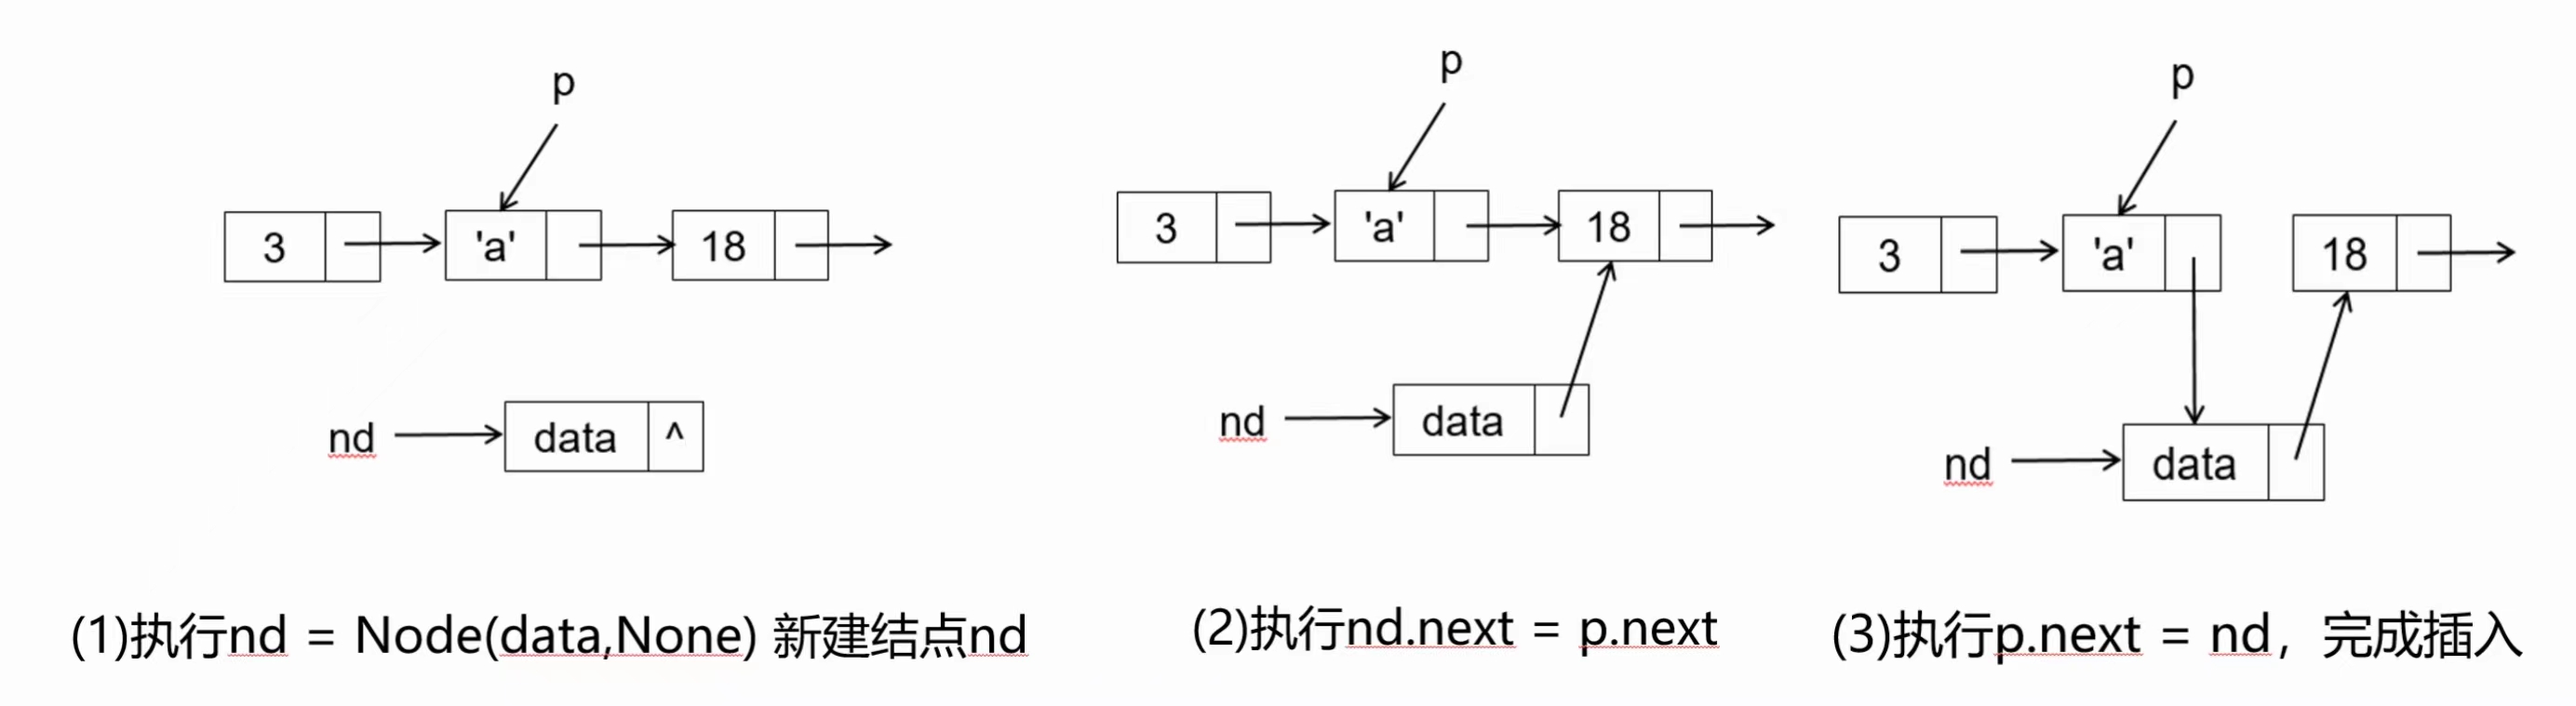 p
3 'a' 18
nd data ^
(1)执行nd = Node(data,None) 新建结点nd
p
3 'a' 18
nd data
(2)执行nd.next = p.next
p
3 'a' 18
nd data
(3)执行p.next = nd，完成插入